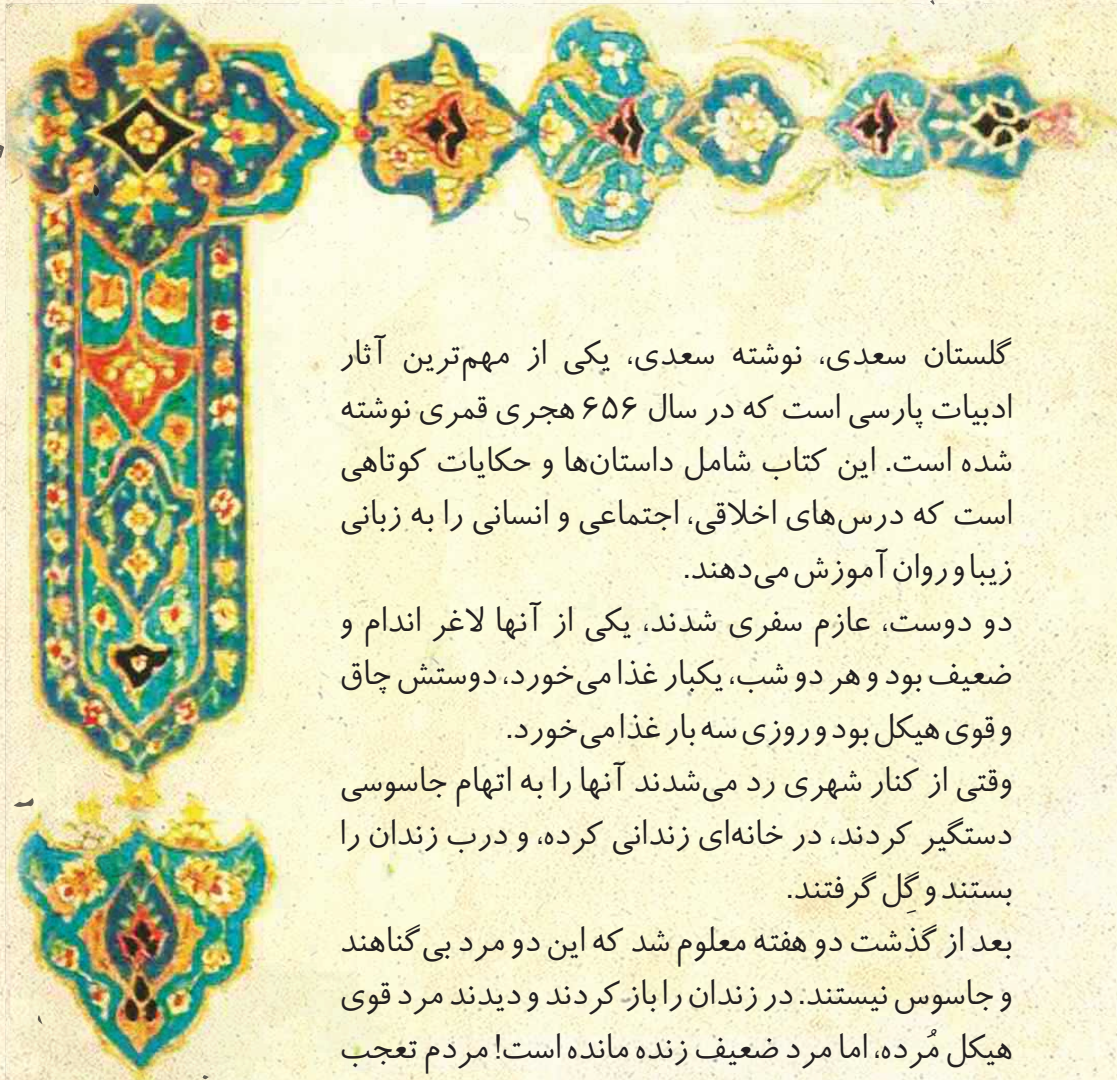 گلستان سعدی، نوشته سعدی، یکی از مهم‌ترین آثار
ادبیات پارسی است که در سال ۶۵۶ هجری قمری نوشته
شده است. این کتاب شامل داستان‌ها و حکایات کوتاهی
است که درس‌های اخلاقی، اجتماعی و انسانی را به زبانی
زیبا و روان آموزش می‌دهند.
دو دوست، عازم سفری شدند، یکی از آنها لاغر اندام و
ضعیف بود و هر دو شب، یکبار غذا می‌خورد، دوستش چاق
و قوی هیکل بود و روزی سه بار غذا می‌خورد.
وقتی از کنار شهری رد می‌شدند آنها را به اتهام جاسوسی
دستگیر کردند، در خانه‌ای زندانی کرده، و درب زندان را
بستند و گِل گرفتند.
بعد از گذشت دو هفته معلوم شد که این دو مرد بی گناهند
و جاسوس نیستند. در زندان را باز کردند و دیدند مرد قوی
هیکل مُرده، اما مرد ضعیف زنده مانده است! مردم تعجب